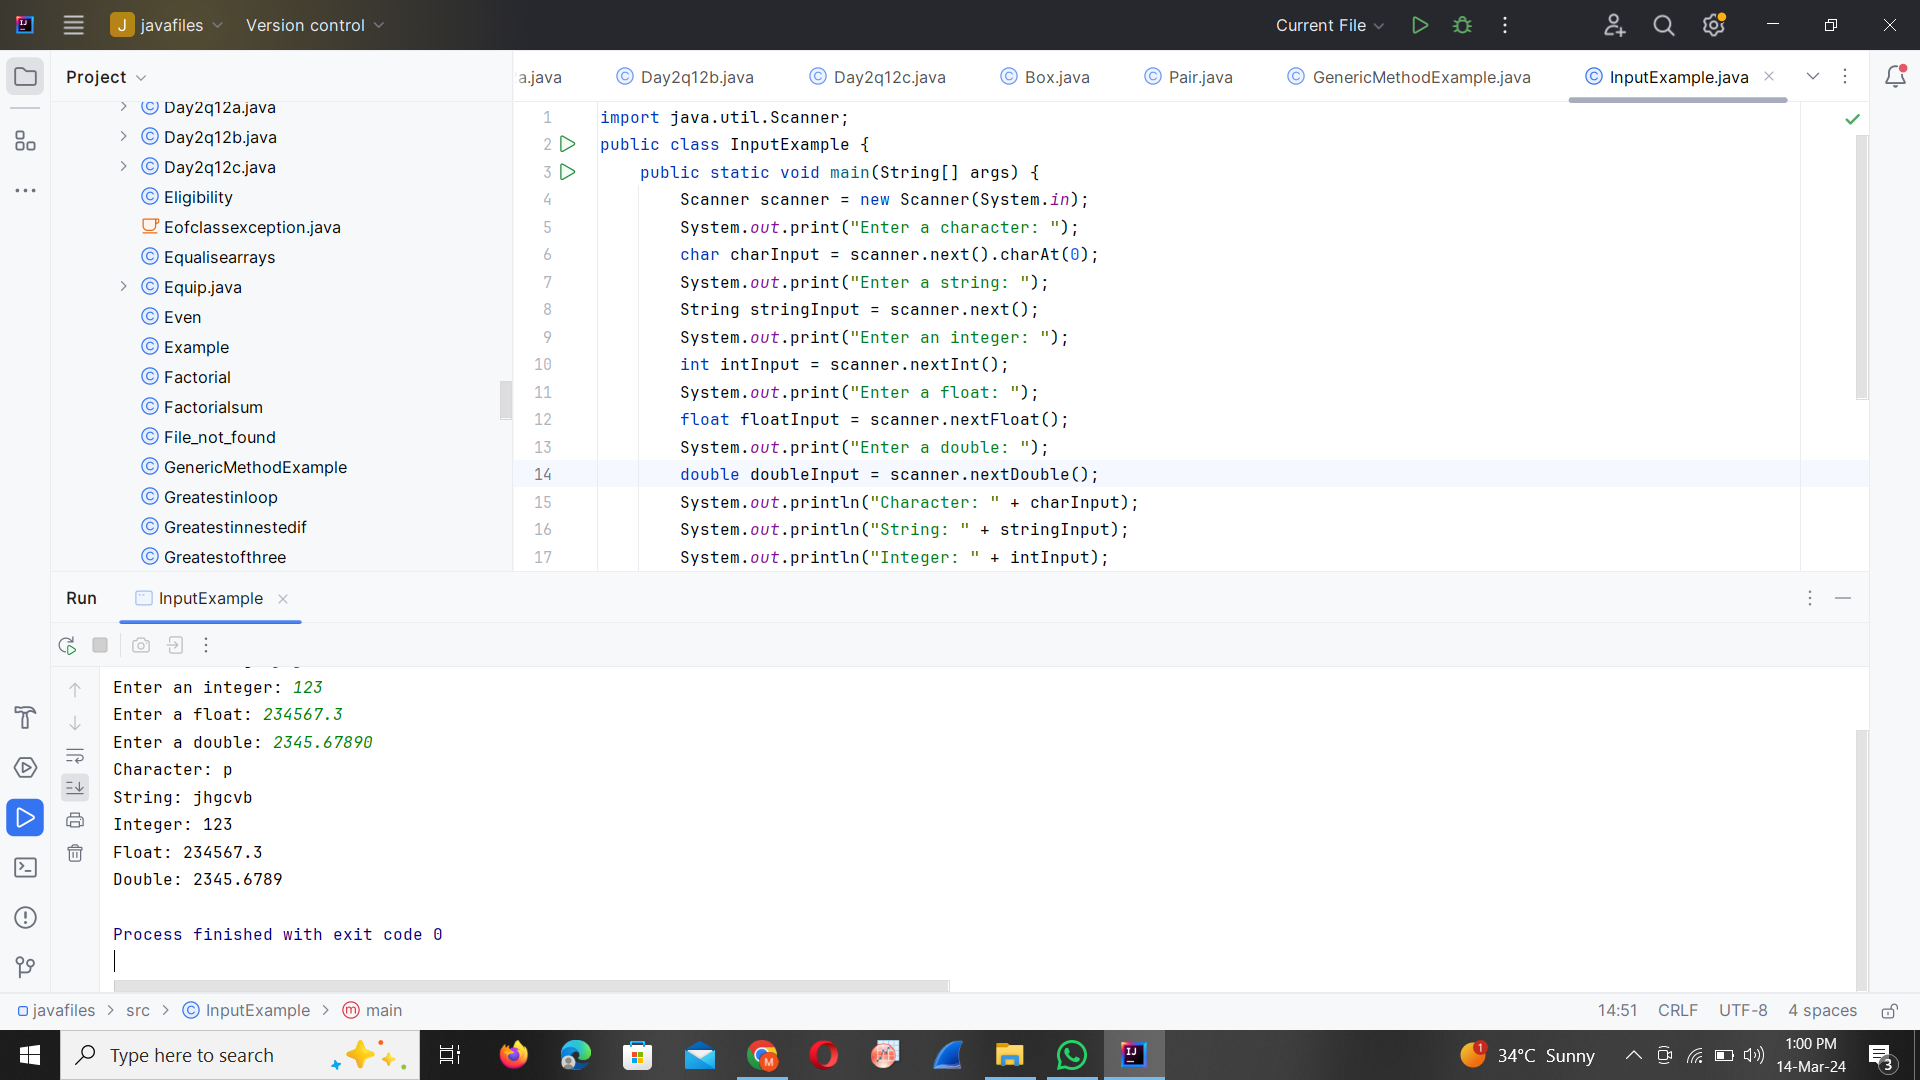 J javafiles Version control Current File
Project
a.java Day2q12b.java Day2q12c.java Box.java Pair.java GenericMethodExample.java InputExample.java
Day2q12a.java
Day2q12b.java
Day2q12c.java
Eligibility
Eofclassexception.java
Equalisearrays
Equip.java
Even
Example
Factorial
Factorialsum
File_not_found
GenericMethodExample
Greatestinloop
Greatestinnestedif
Greatestofthree
1 import java.util.Scanner;
2 public class InputExample {
3 public static void main(String[] args) {
4 Scanner scanner = new Scanner(System.in);
5 System.out.print("Enter a character: ");
6 char charInput = scanner.next().charAt(0);
7 System.out.print("Enter a string: ");
8 String stringInput = scanner.next();
9 System.out.print("Enter an integer: ");
10 int intInput = scanner.nextInt();
11 System.out.print("Enter a float: ");
12 float floatInput = scanner.nextFloat();
13 System.out.print("Enter a double: ");
14 double doubleInput = scanner.nextDouble();
15 System.out.println("Character: " + charInput);
16 System.out.println("String: " + stringInput);
17 System.out.println("Integer: " + intInput);
Run InputExample
Enter an integer: 123
Enter a float: 234567.3
Enter a double: 2345.67890
Character: p
String: jhgcvb
Integer: 123
Float: 234567.3
Double: 2345.6789
Process finished with exit code 0
javafiles > src > InputExample > main 14:51 CRLF UTF-8 4 spaces
Type here to search 34°C Sunny 1:00 PM
14-Mar-24 3